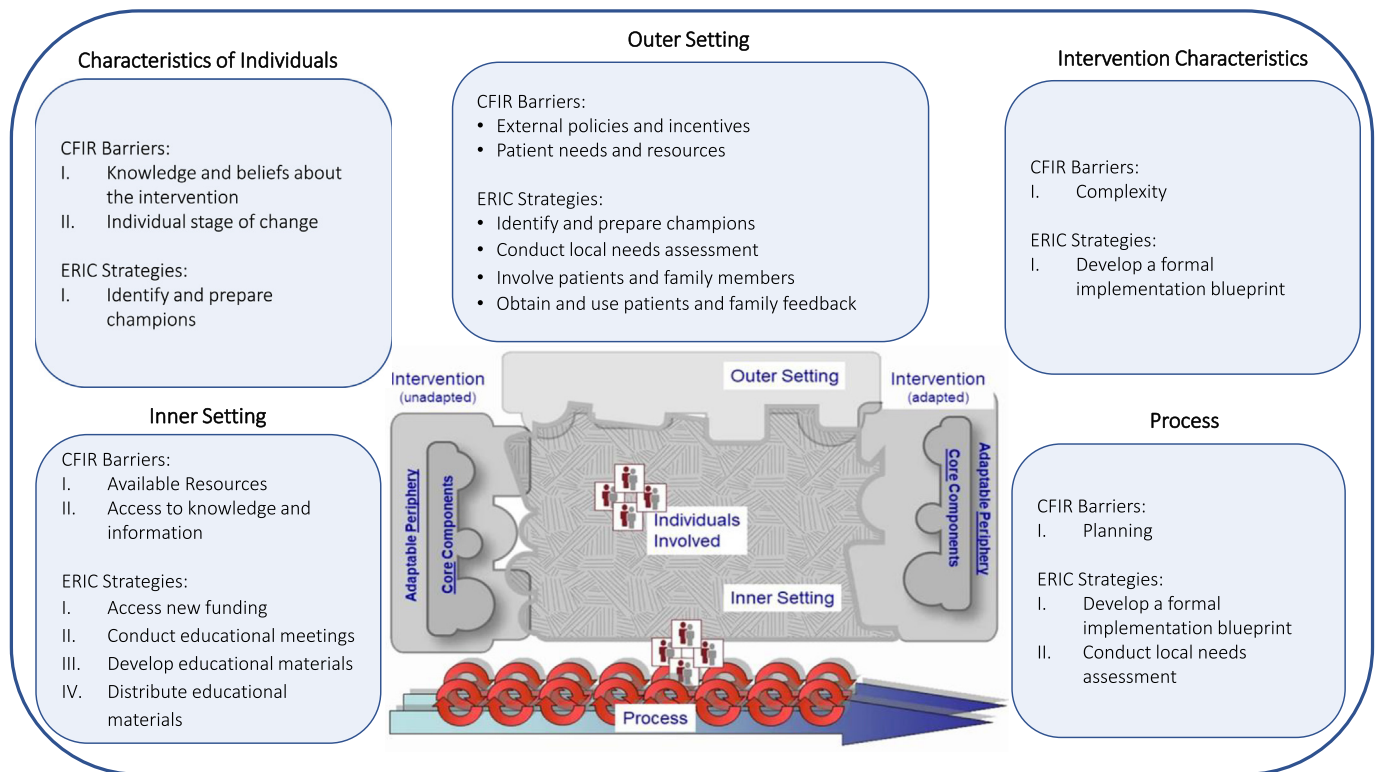 Characteristics of Individuals
CFIR Barriers:
I. Knowledge and beliefs about
the intervention
II. Individual stage of change
ERIC Strategies:
I. Identify and prepare
champions
Outer Setting
CFIR Barriers:
• External policies and incentives
• Patient needs and resources
ERIC Strategies:
• Identify and prepare champions
• Conduct local needs assessment
• Involve patients and family members
• Obtain and use patients and family feedback
Intervention Characteristics
CFIR Barriers:
I. Complexity
ERIC Strategies:
I. Develop a formal
implementation blueprint
Inner Setting
CFIR Barriers:
I. Available Resources
II. Access to knowledge and
information
ERIC Strategies:
I. Access new funding
II. Conduct educational meetings
III. Develop educational materials
IV. Distribute educational
materials
Intervention
(unadapted)
Adaptable Periphery
Core Components
Outer Setting
Individuals
Involved
Inner Setting
Process
Intervention
(adapted)
Core Components
Adaptable Periphery
Process
CFIR Barriers:
I. Planning
ERIC Strategies:
I. Develop a formal
implementation blueprint
II. Conduct local needs
assessment